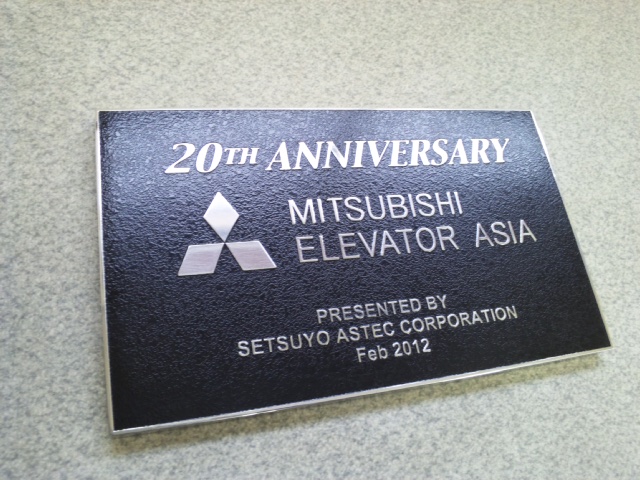 20TH ANNIVERSARY
MITSUBISHI
ELEVATOR ASIA
PRESENTED BY
SETSUYO ASTEC CORPORATION
Feb 2012